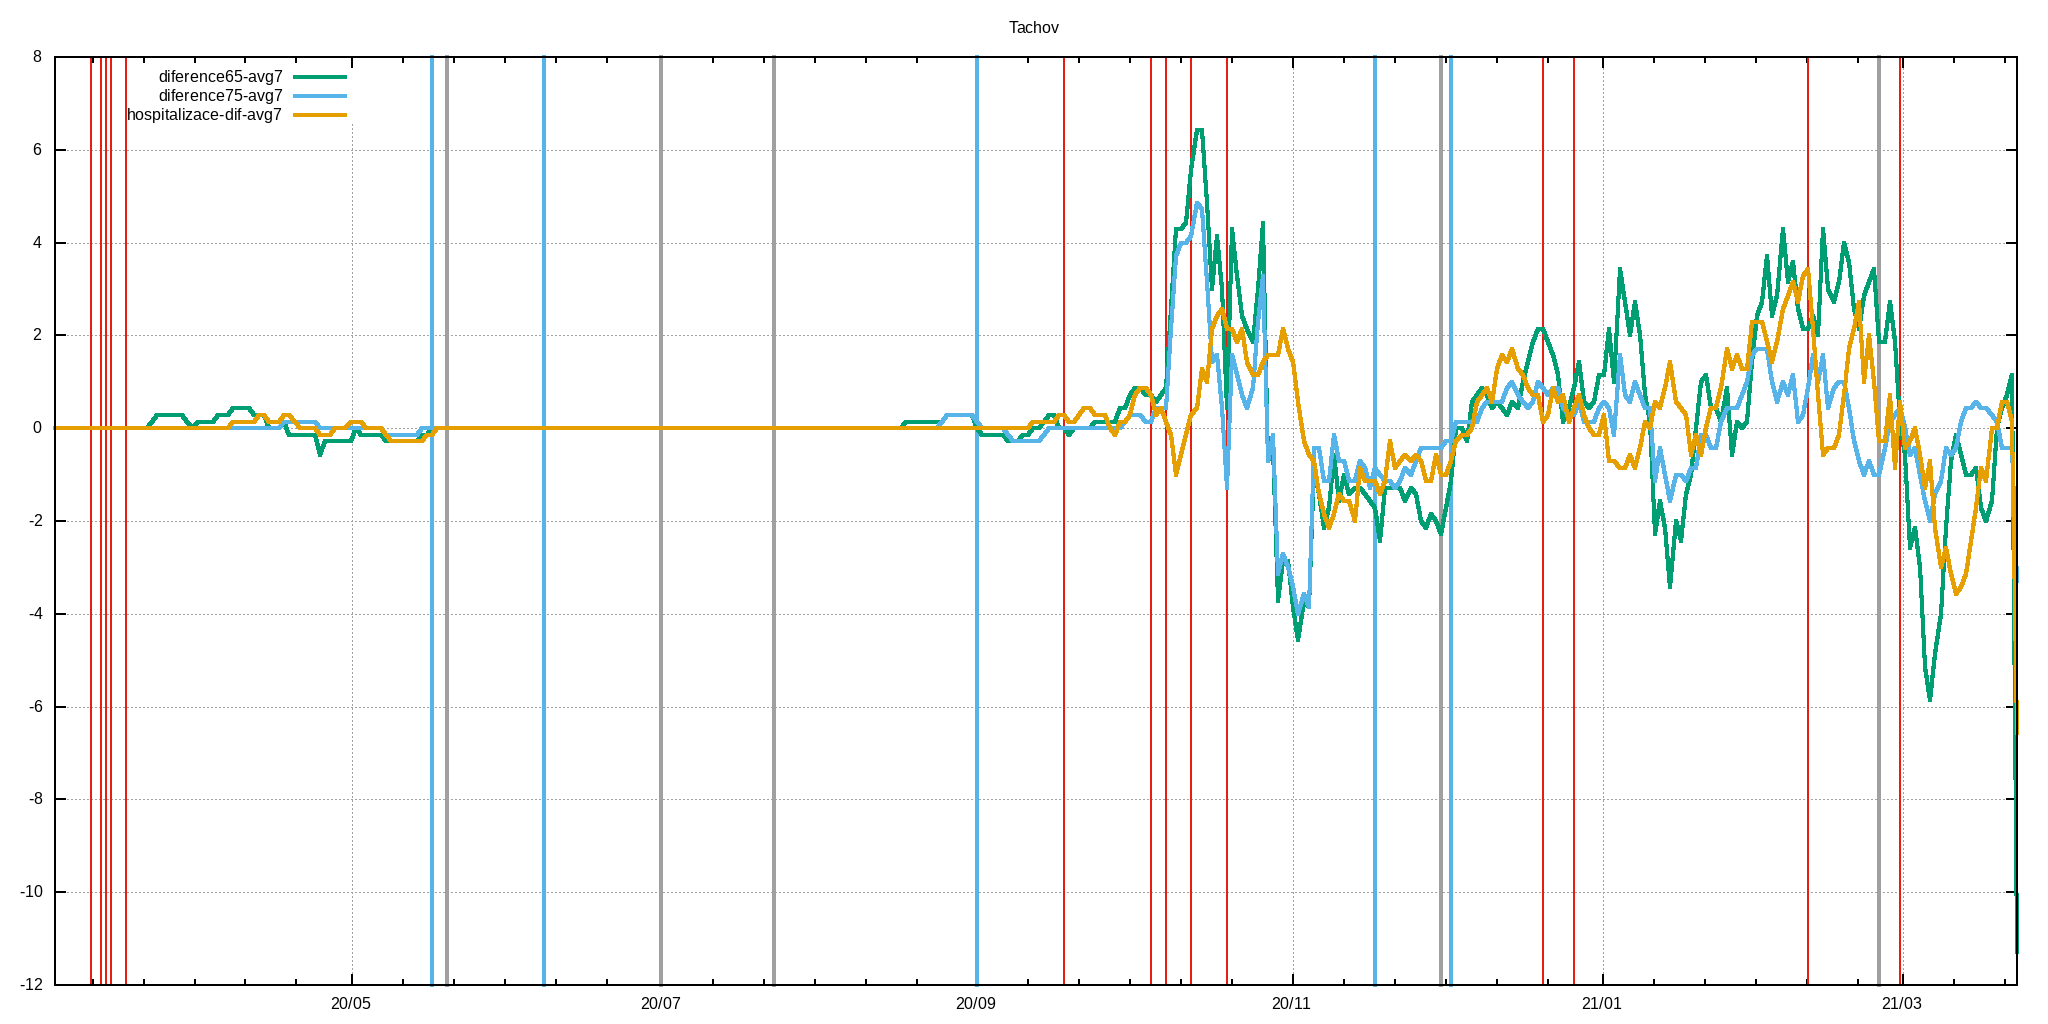 Tachov
diference65-avg7
diference75-avg7
hospitalizace-dif-avg7
8
6
4
2
0
-2
-4
-6
-8
-10
-12
20/05 20/07 20/09 20/11 21/01 21/03